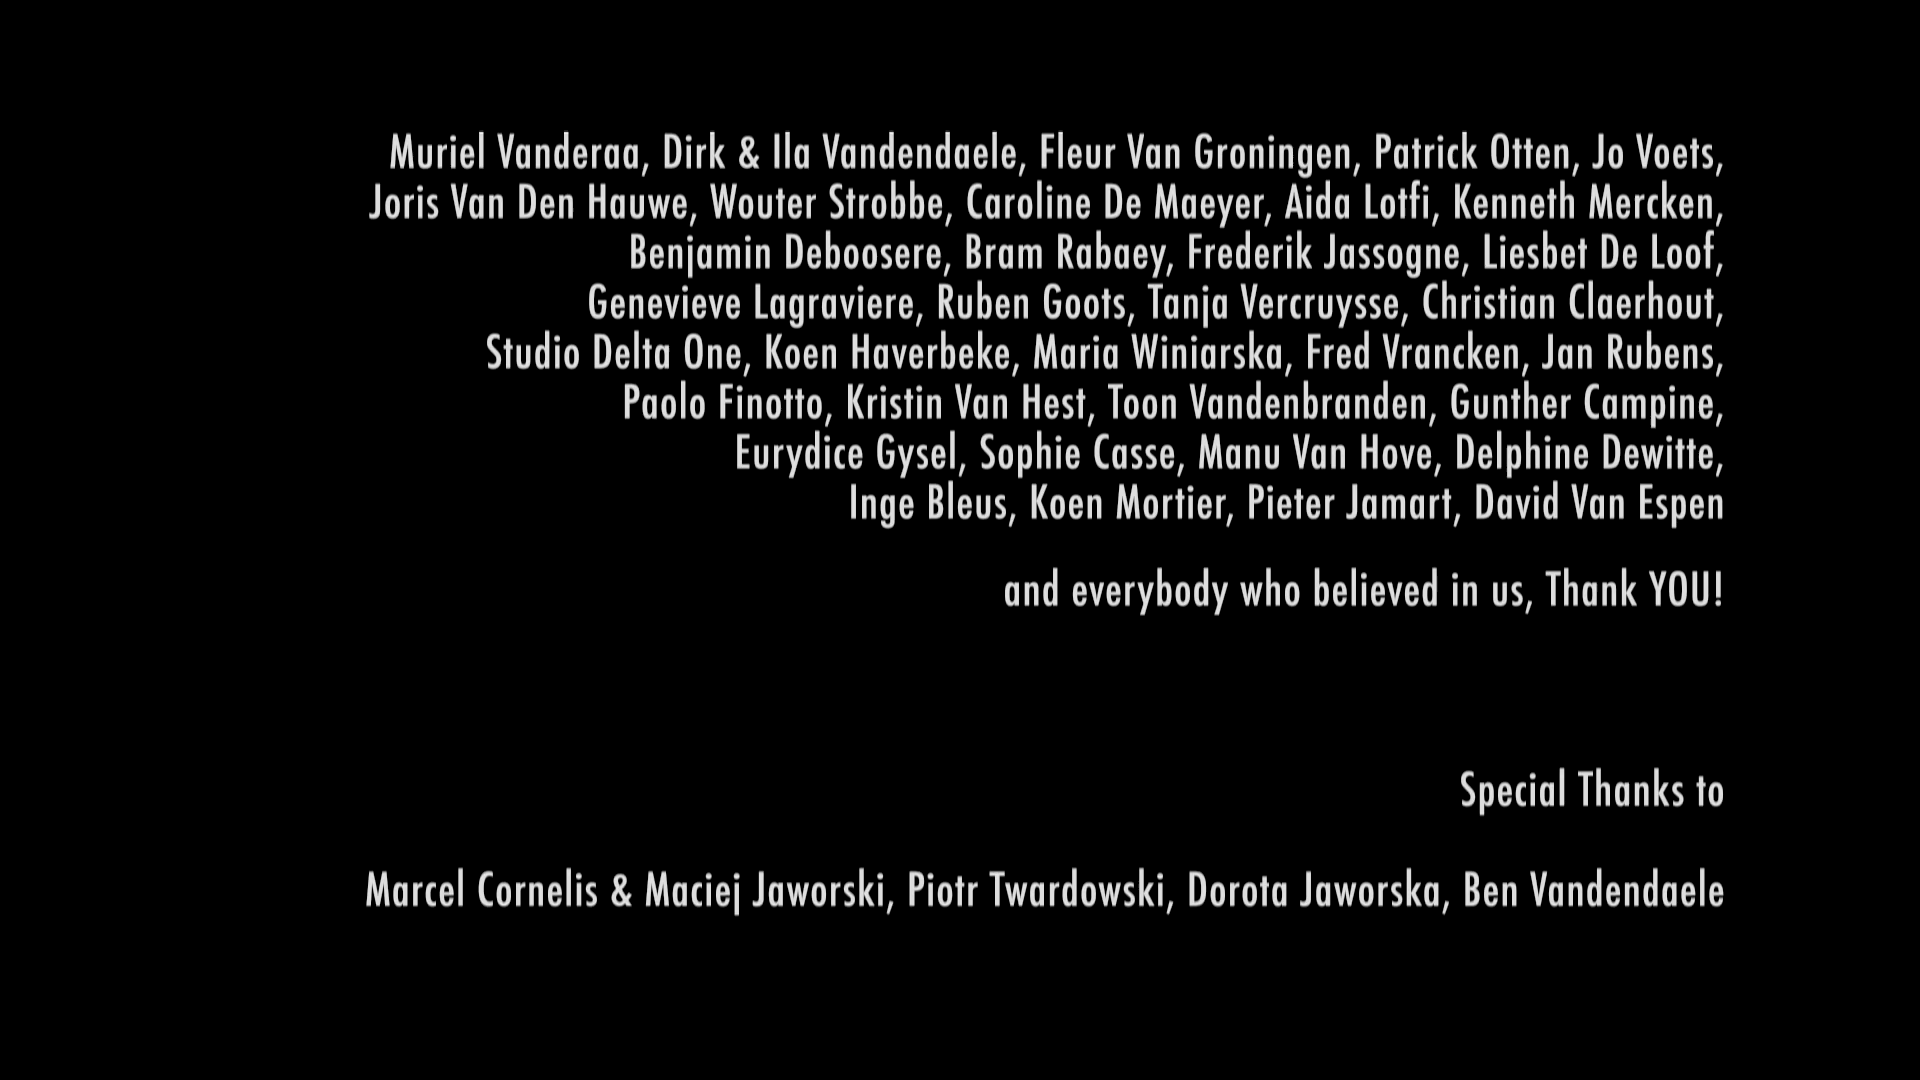 Muriel Vanderaa, Dirk & Ila Vandendaele, Fleur Van Groningen, Patrick Otten, Jo Voets,
Joris Van Den Hauwe, Wouter Strobbe, Caroline De Maeyer, Aida Lotfi, Kenneth Mercken,
Benjamin Deboosere, Bram Rabaey, Frederik Jassogne, Liesbet De Loof,
Genevieve Lagraviere, Ruben Goots, Tanja Vercruysse, Christian Claerhout,
Studio Delta One, Koen Haverbeke, Maria Winiarska, Fred Vrancken, Jan Rubens,
Paolo Finotto, Kristin Van Hest, Toon Vandenbranden, Gunther Campine,
Eurydice Gysel, Sophie Casse, Manu Van Hove, Delphine Dewitte,
Inge Bleus, Koen Mortier, Pieter Jamart, David Van Espen
and everybody who believed in us, Thank YOU!
Special Thanks to
Marcel Cornelis & Maciej Jaworski, Piotr Twardowski, Dorota Jaworska, Ben Vandendaele